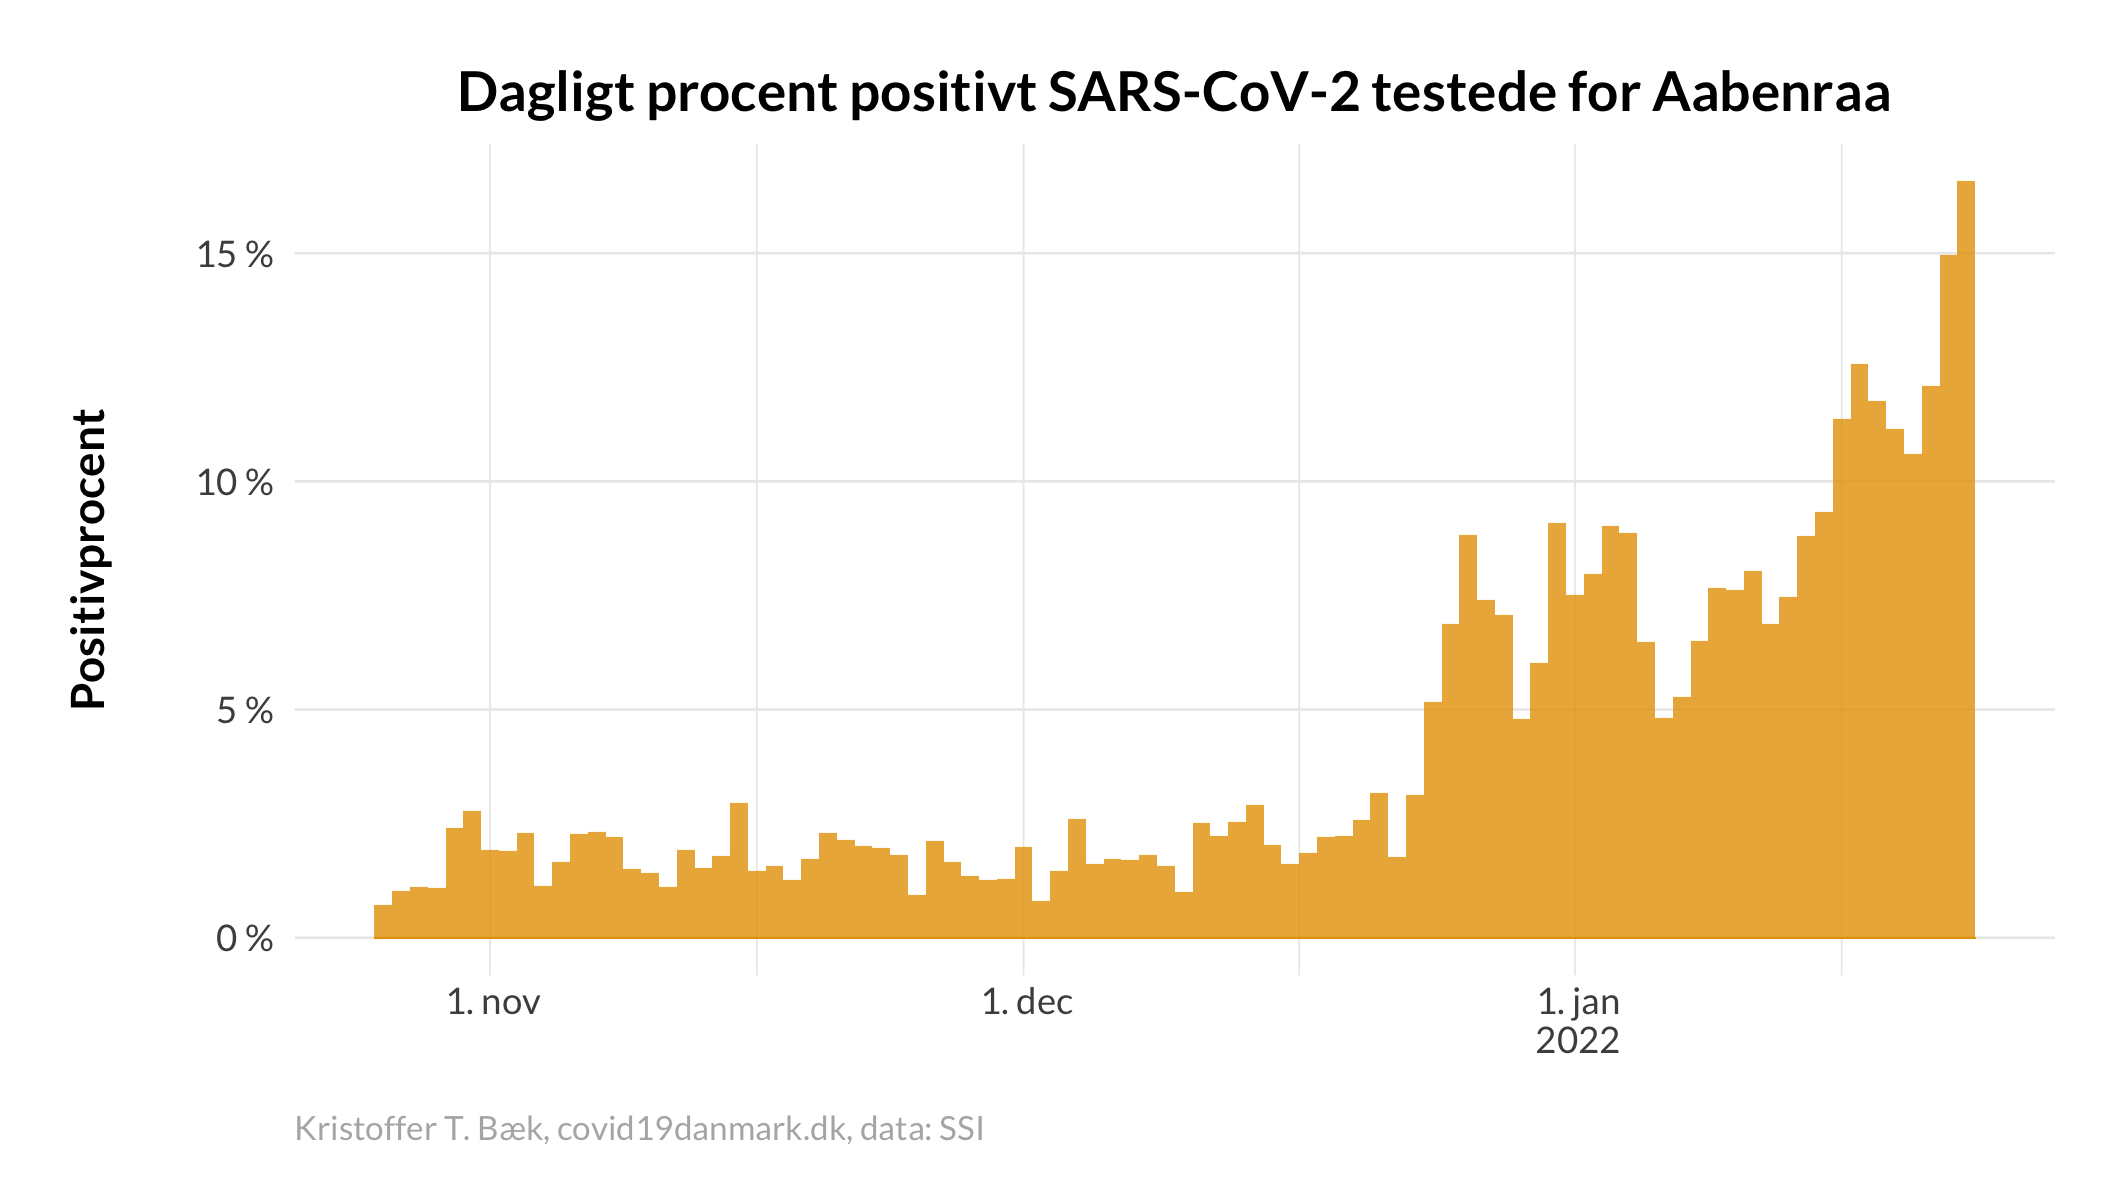 Dagligt procent positivt SARS-CoV-2 testede for Aabenraa
Positivprocent
15 %
10 %
5 %
0 %
1. nov
1. dec
1. jan
2022
Kristoffer T. Bæk, covid19danmark.dk, data: SSI